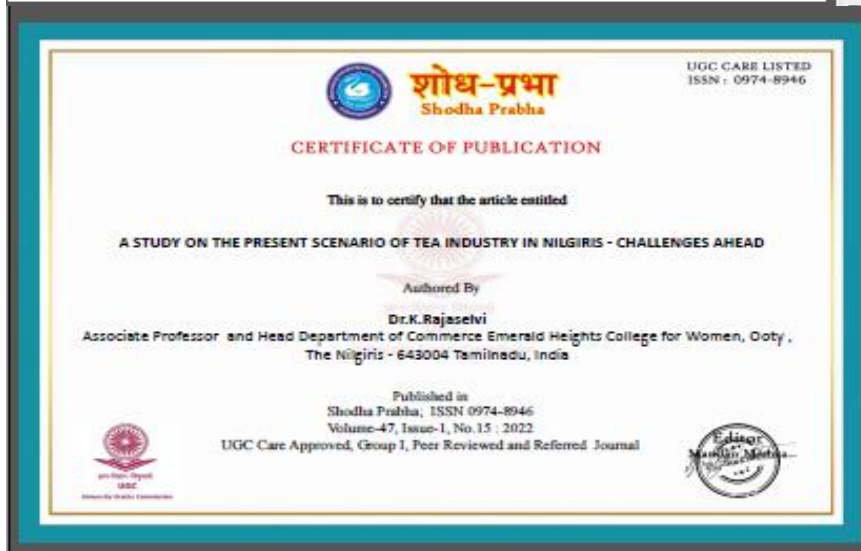 UGC CARE LISTED
ISSN : 0974-8946
शोध-प्रभा
Shodha Prabha
CERTIFICATE OF PUBLICATION
This is to certify that the article entitled
A STUDY ON THE PRESENT SCENARIO OF TEA INDUSTRY IN NILGIRIS - CHALLENGES AHEAD
Authored By
Dr.K.Rajaselvi
Associate Professor and Head Department of Commerce Emerald Heights College for Women, Ooty ,
The Nilgiris - 643004 Tamilnadu, India
Published in
Shodha Prabha; ISSN 0974-8946
Volume-47, Issue-1, No.15 : 2022
UGC Care Approved, Group I, Peer Reviewed and Referred Journal
UGC
Editor